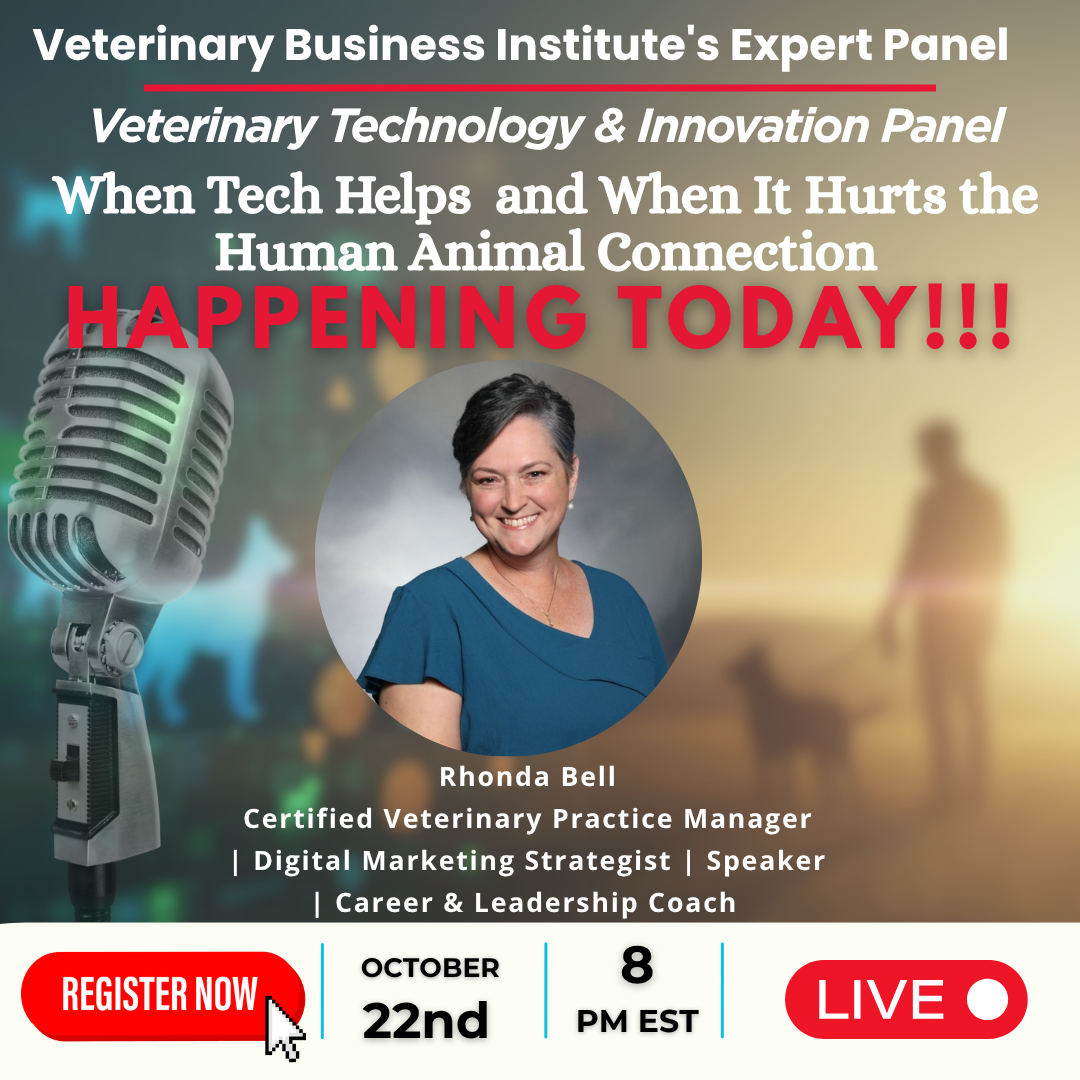 Veterinary Business Institute's Expert Panel
Veterinary Technology & Innovation Panel
When Tech Helps and When It Hurts the
Human Animal Connection
HAPPENING TODAY!!!
Rhonda Bell
Certified Veterinary Practice Manager
| Digital Marketing Strategist | Speaker
| Career & Leadership Coach
REGISTER NOW
OCTOBER
22nd
8
PM EST
LIVE